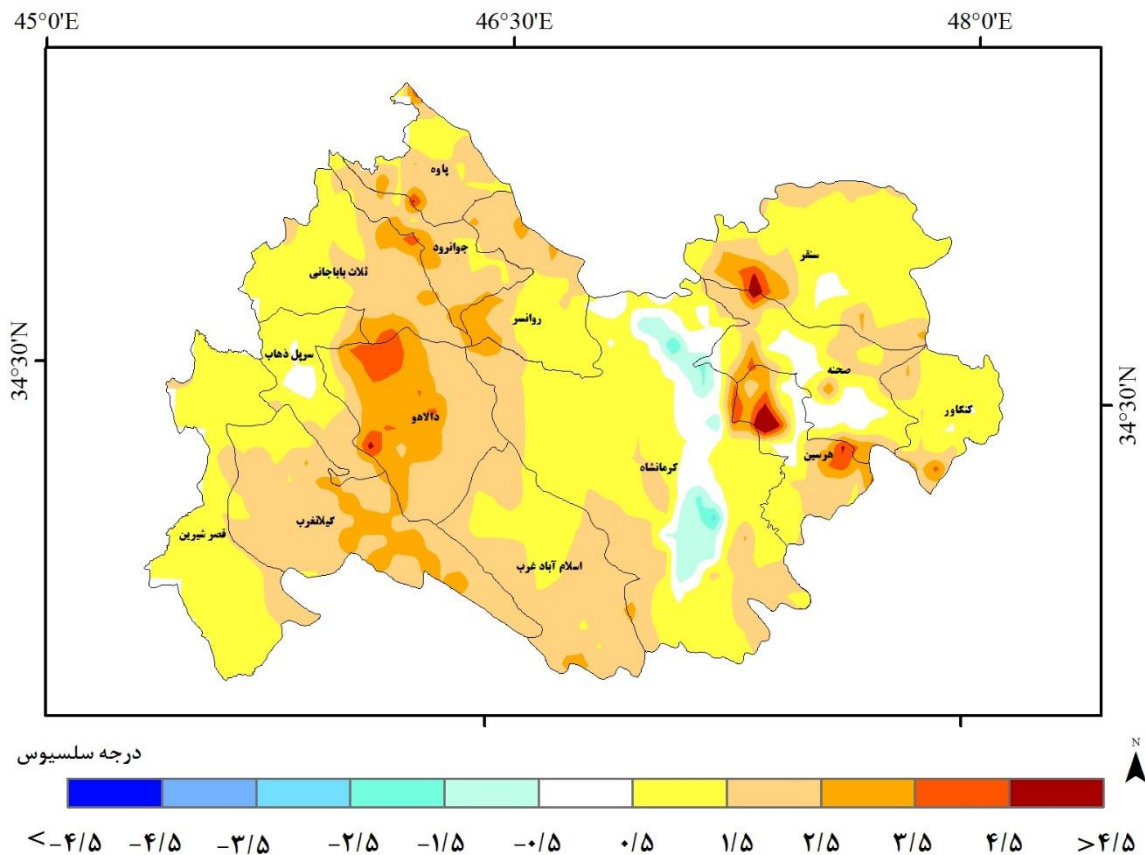 45°0'E 46°30'E 48°0'E
پاوه
جوانرود
سنقر
ثلاث باباجانی
روانسر
سرپل ذهاب
صحنه
34°30'N
34°30'N
کنگاور
دالاهو
هرسین
کرمانشاه
گیلانغرب
قصر شیرین
اسلام آباد غرب
درجه سلسیوس
N
<-۴/۵ -۴/۵ -۳/۵ -۲/۵ -۱/۵ -۰/۵ ۰/۵ ۱/۵ ۲/۵ ۳/۵ ۴/۵ >۴/۵